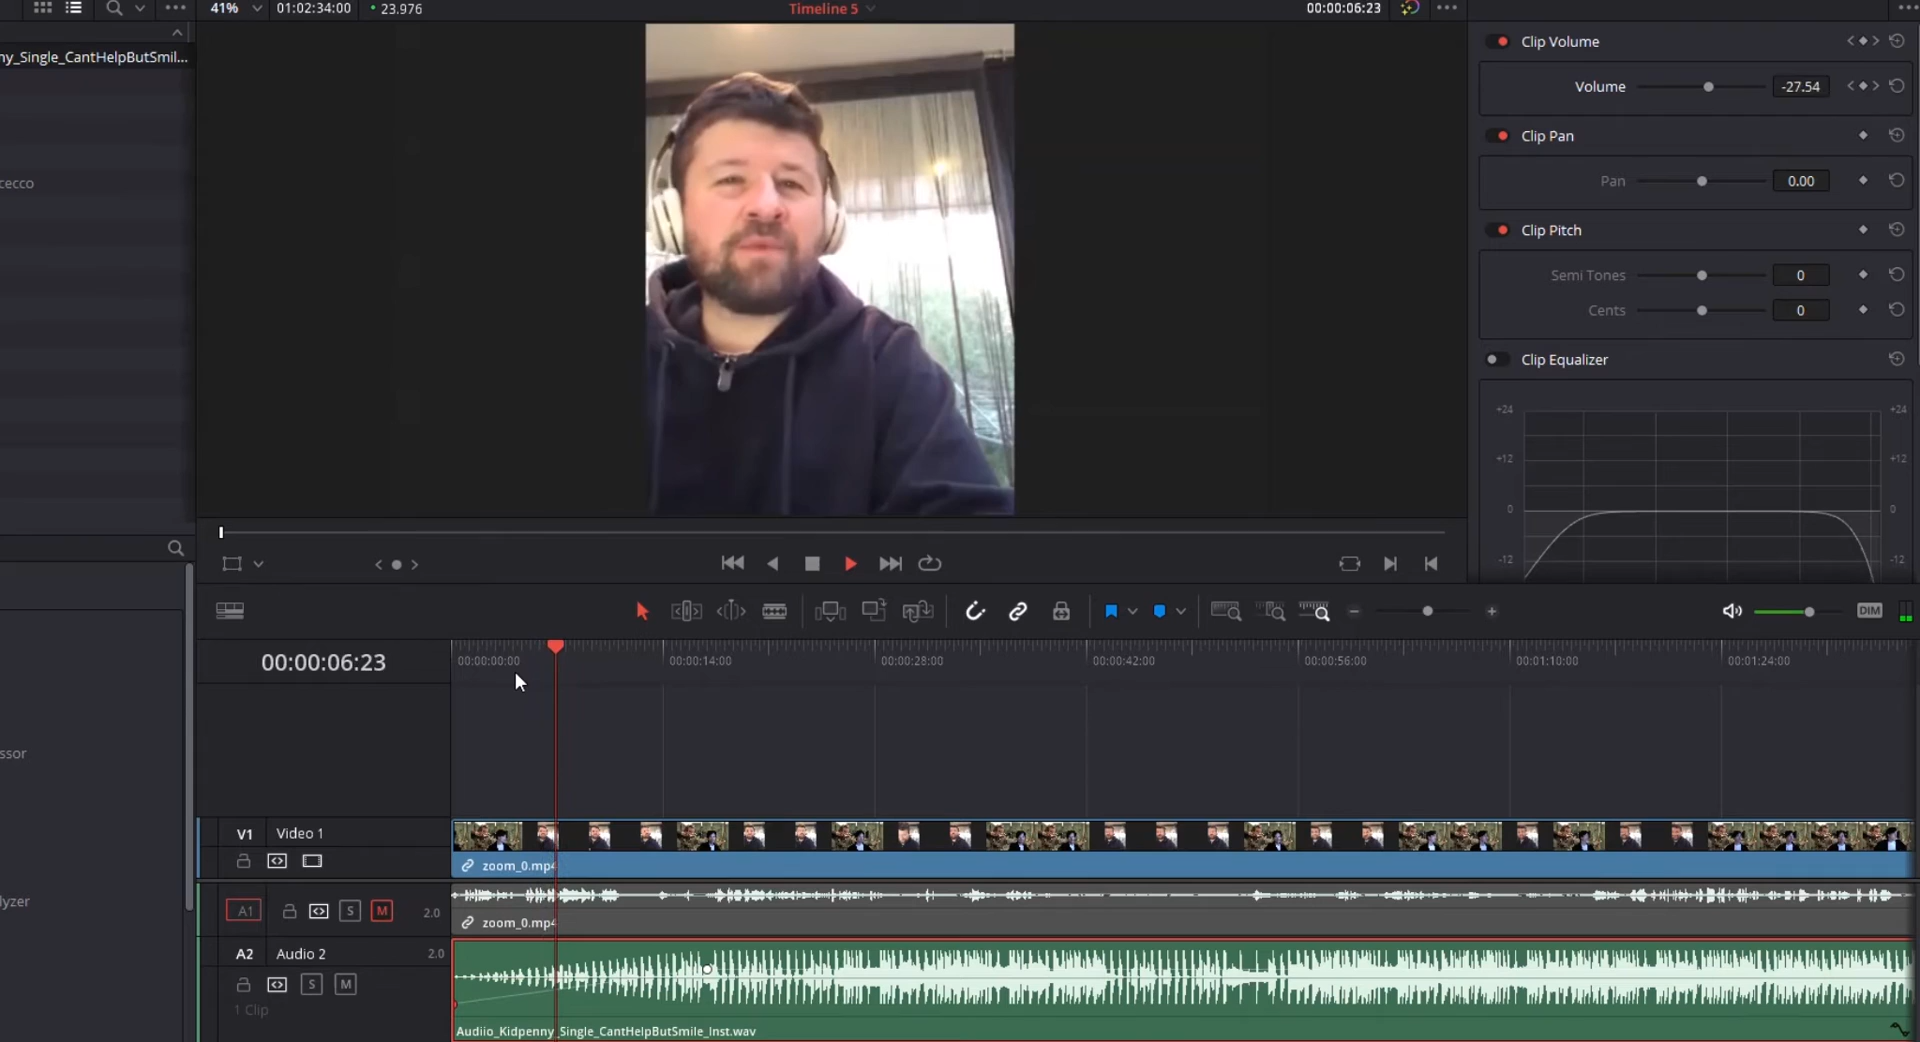 41%
01:02:34:00
23.976
Timeline 5
00:00:06:23
ny_Single_CantHelpButSmil...
cecco
ssor
lyzer
Clip Volume
Volume
-27.54
Clip Pan
Pan
0.00
Clip Pitch
Semi Tones
0
Cents
0
Clip Equalizer
+24
+24
+12
+12
0
0
-12
-12
DIM
00:00:06:23
00:00:00:00
00:00:14:00
00:00:28:00
00:00:42:00
00:00:56:00
00:01:10:00
00:01:24:00
V1
Video 1
zoom_0.mp4
A1
S
M
2.0
zoom_0.mp4
A2
Audio 2
2.0
S
M
1 Clip
Audiio_Kidpenny_Single_CantHelpButSmile_Inst.wav